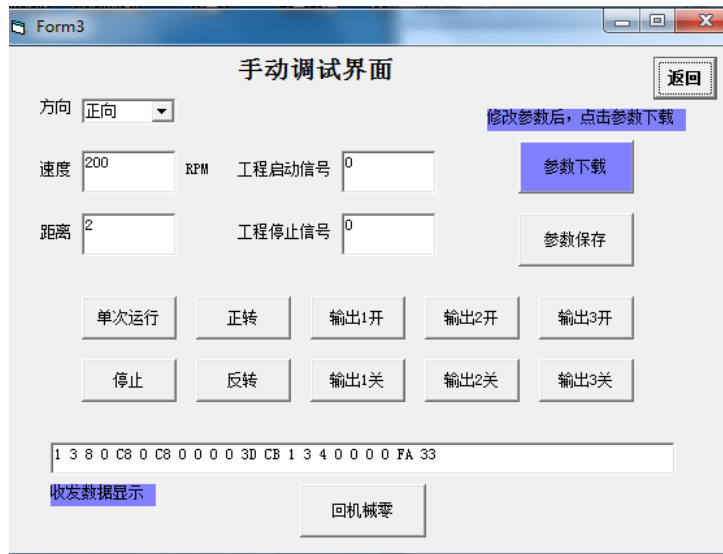 Form3
手动调试界面
返回
方向 正向
修改参数后，点击参数下载
速度 200 RPM 工程启动信号 0 参数下载
距离 2 工程停止信号 0 参数保存
单次运行 正转 输出1开 输出2开 输出3开
停止 反转 输出1关 输出2关 输出3关
1 3 8 0 C8 0 C8 0 0 0 0 3D CB 1 3 4 0 0 0 0 FA 33
收发数据显示
回机械零